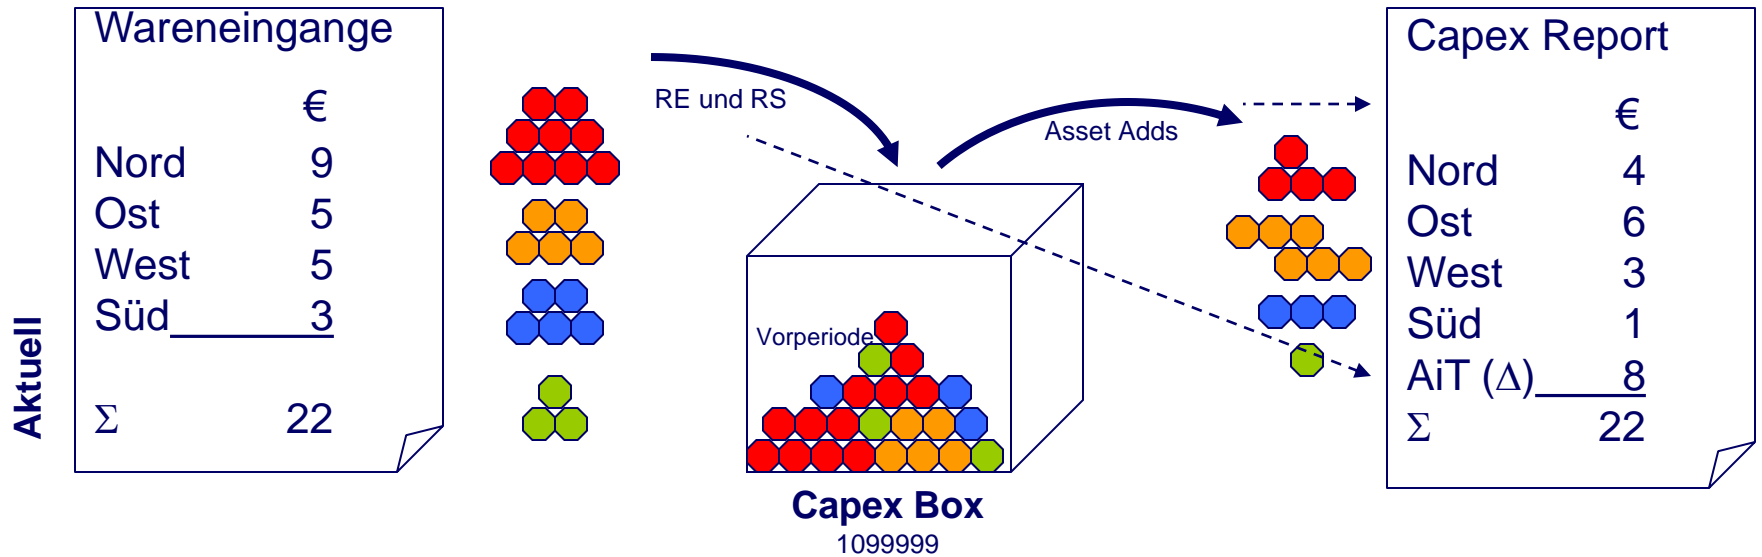 Aktuell
Wareneingange
€
Nord 9
Ost 5
West 5
Süd 3
Σ 22
RE und RS
Asset Adds
Vorperiode
Capex Box
1099999
Capex Report
€
Nord 4
Ost 6
West 3
Süd 1
AiT (Δ) 8
Σ 22